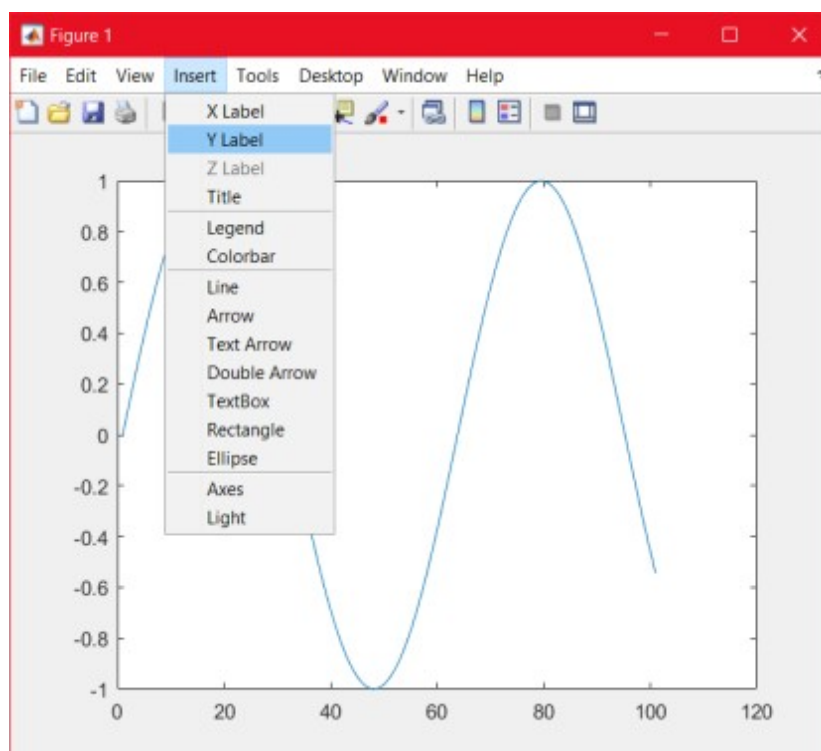 Figure 1
File Edit View Insert Tools Desktop Window Help
X Label
Y Label
Z Label
Title
Legend
Colorbar
Line
Arrow
Text Arrow
Double Arrow
TextBox
Rectangle
Ellipse
Axes
Light
1
0.8
0.6
0.4
0.2
0
-0.2
-0.4
-0.6
-0.8
-1
0 20 40 60 80 100 120